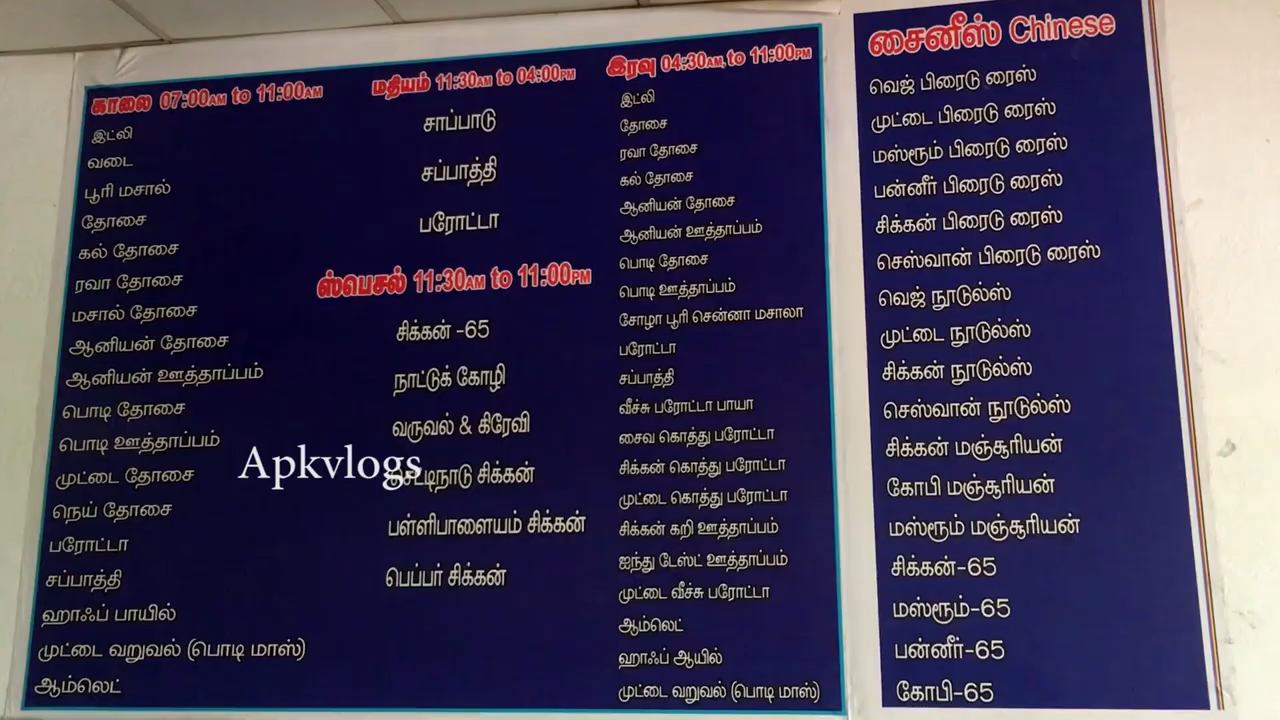 காலை 07:00AM to 11:00AM
இட்லி
வடை
பூரி மசால்
தோசை
கல் தோசை
ரவா தோசை
மசால் தோசை
ஆனியன் தோசை
ஆனியன் ஊத்தாப்பம்
பொடி தோசை
பொடி ஊத்தாப்பம்
முட்டை தோசை
நெய் தோசை
பரோட்டா
சப்பாத்தி
ஹாஃப் பாயில்
முட்டை வறுவல் (பொடி மாஸ்)
ஆம்லெட்
மதியம் 11:30AM to 04:00PM
சாப்பாடு
சப்பாத்தி
பரோட்டா
ஸ்பெசல் 11:30AM to 11:00PM
சிக்கன் -65
நாட்டுக் கோழி
வருவல் & கிரேவி
செட்டிநாடு சிக்கன்
பள்ளிபாளையம் சிக்கன்
பெப்பர் சிக்கன்
Apkvlogs
இரவு 04:30AM, to 11:00PM
இட்லி
தோசை
ரவா தோசை
கல் தோசை
ஆனியன் தோசை
ஆனியன் ஊத்தாப்பம்
பொடி தோசை
பொடி ஊத்தாப்பம்
சோழா பூரி சென்னா மசாலா
பரோட்டா
சப்பாத்தி
வீச்சு பரோட்டா பாயா
சைவ கொத்து பரோட்டா
சிக்கன் கொத்து பரோட்டா
முட்டை கொத்து பரோட்டா
சிக்கன் கறி ஊத்தாப்பம்
ஐந்து டேஸ்ட் ஊத்தாப்பம்
முட்டை வீச்சு பரோட்டா
ஆம்லெட்
ஹாஃப் ஆயில்
முட்டை வறுவல் (பொடி மாஸ்)
சைனீஸ் Chinese
வெஜ் பிரைடு ரைஸ்
முட்டை பிரைடு ரைஸ்
மஸ்ரூம் பிரைடு ரைஸ்
பன்னீர் பிரைடு ரைஸ்
சிக்கன் பிரைடு ரைஸ்
செஸ்வான் பிரைடு ரைஸ்
வெஜ் நூடுல்ஸ்
முட்டை நூடுல்ஸ்
சிக்கன் நூடுல்ஸ்
செஸ்வான் நூடுல்ஸ்
சிக்கன் மஞ்சூரியன்
கோபி மஞ்சூரியன்
மஸ்ரூம் மஞ்சூரியன்
சிக்கன்-65
மஸ்ரூம்-65
பன்னீர்-65
கோபி-65